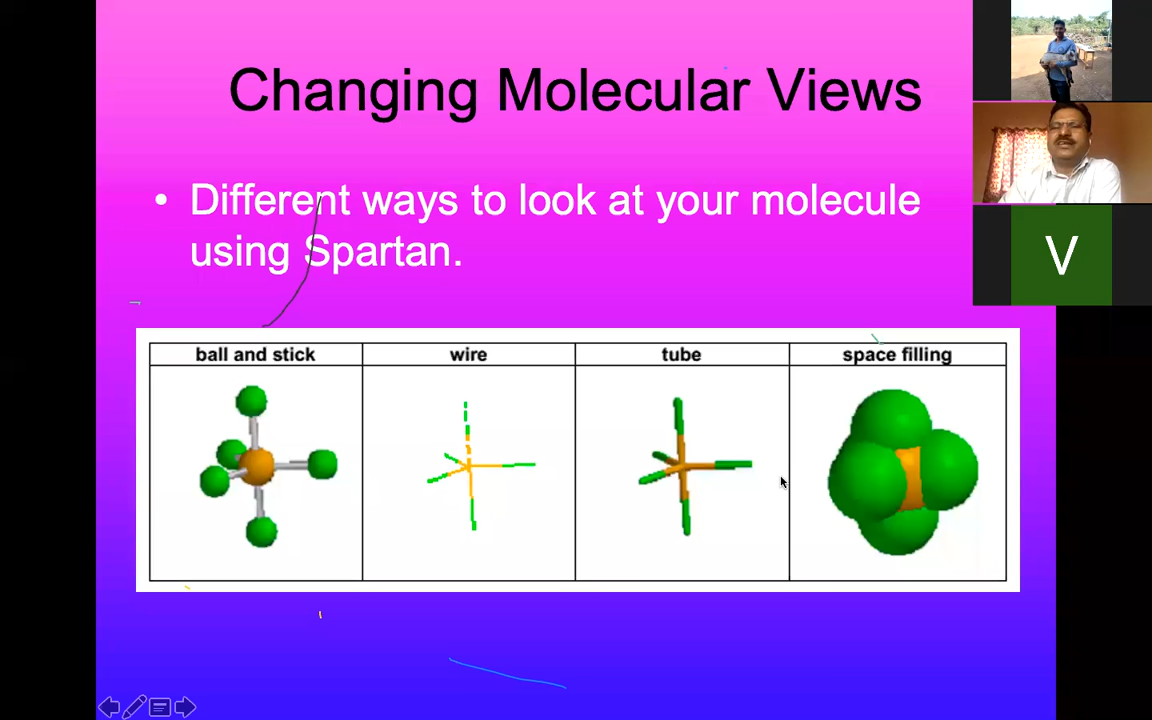 Changing Molecular Views
• Different ways to look at your molecule
using Spartan.
ball and stick
wire
tube
space filling
V